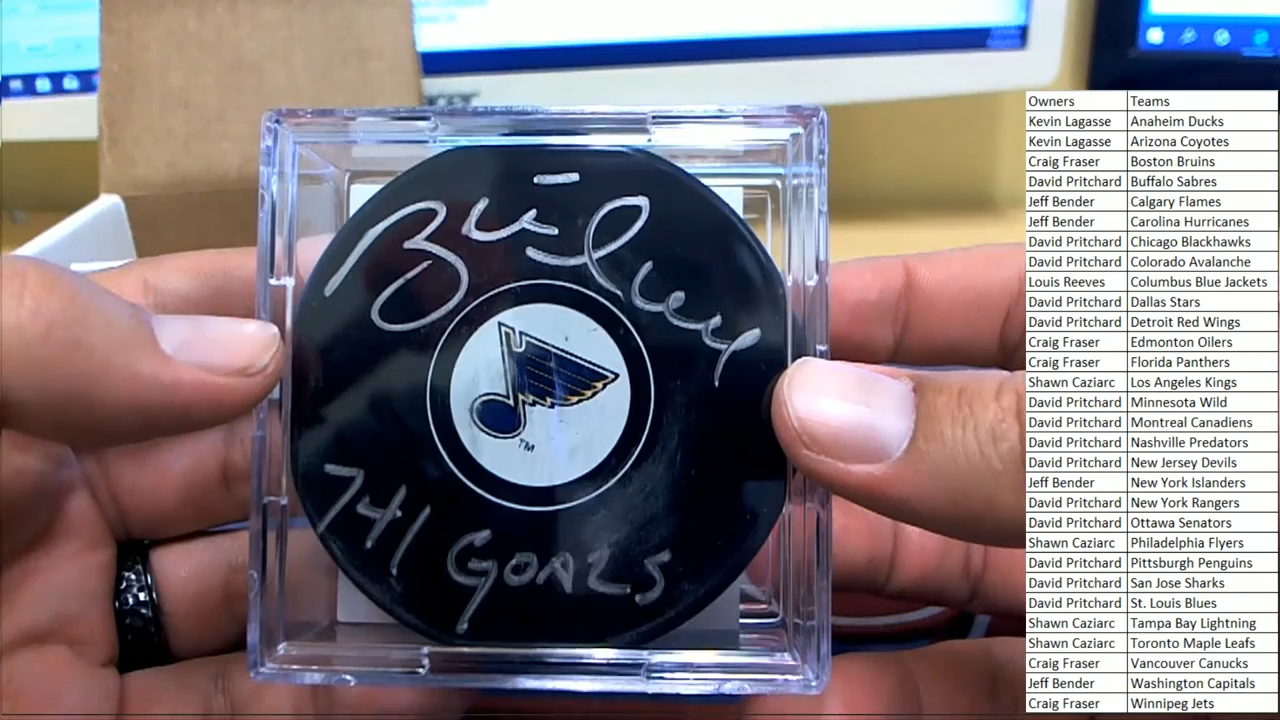 741 GOALS
TM
Owners Teams
Kevin Lagasse Anaheim Ducks
Kevin Lagasse Arizona Coyotes
Craig Fraser Boston Bruins
David Pritchard Buffalo Sabres
Jeff Bender Calgary Flames
Jeff Bender Carolina Hurricanes
David Pritchard Chicago Blackhawks
David Pritchard Colorado Avalanche
Louis Reeves Columbus Blue Jackets
David Pritchard Dallas Stars
David Pritchard Detroit Red Wings
Craig Fraser Edmonton Oilers
Craig Fraser Florida Panthers
Shawn Caziarc Los Angeles Kings
David Pritchard Minnesota Wild
David Pritchard Montreal Canadiens
David Pritchard Nashville Predators
David Pritchard New Jersey Devils
Jeff Bender New York Islanders
David Pritchard New York Rangers
David Pritchard Ottawa Senators
Shawn Caziarc Philadelphia Flyers
David Pritchard Pittsburgh Penguins
David Pritchard San Jose Sharks
David Pritchard St. Louis Blues
Shawn Caziarc Tampa Bay Lightning
Shawn Caziarc Toronto Maple Leafs
Craig Fraser Vancouver Canucks
Jeff Bender Washington Capitals
Craig Fraser Winnipeg Jets